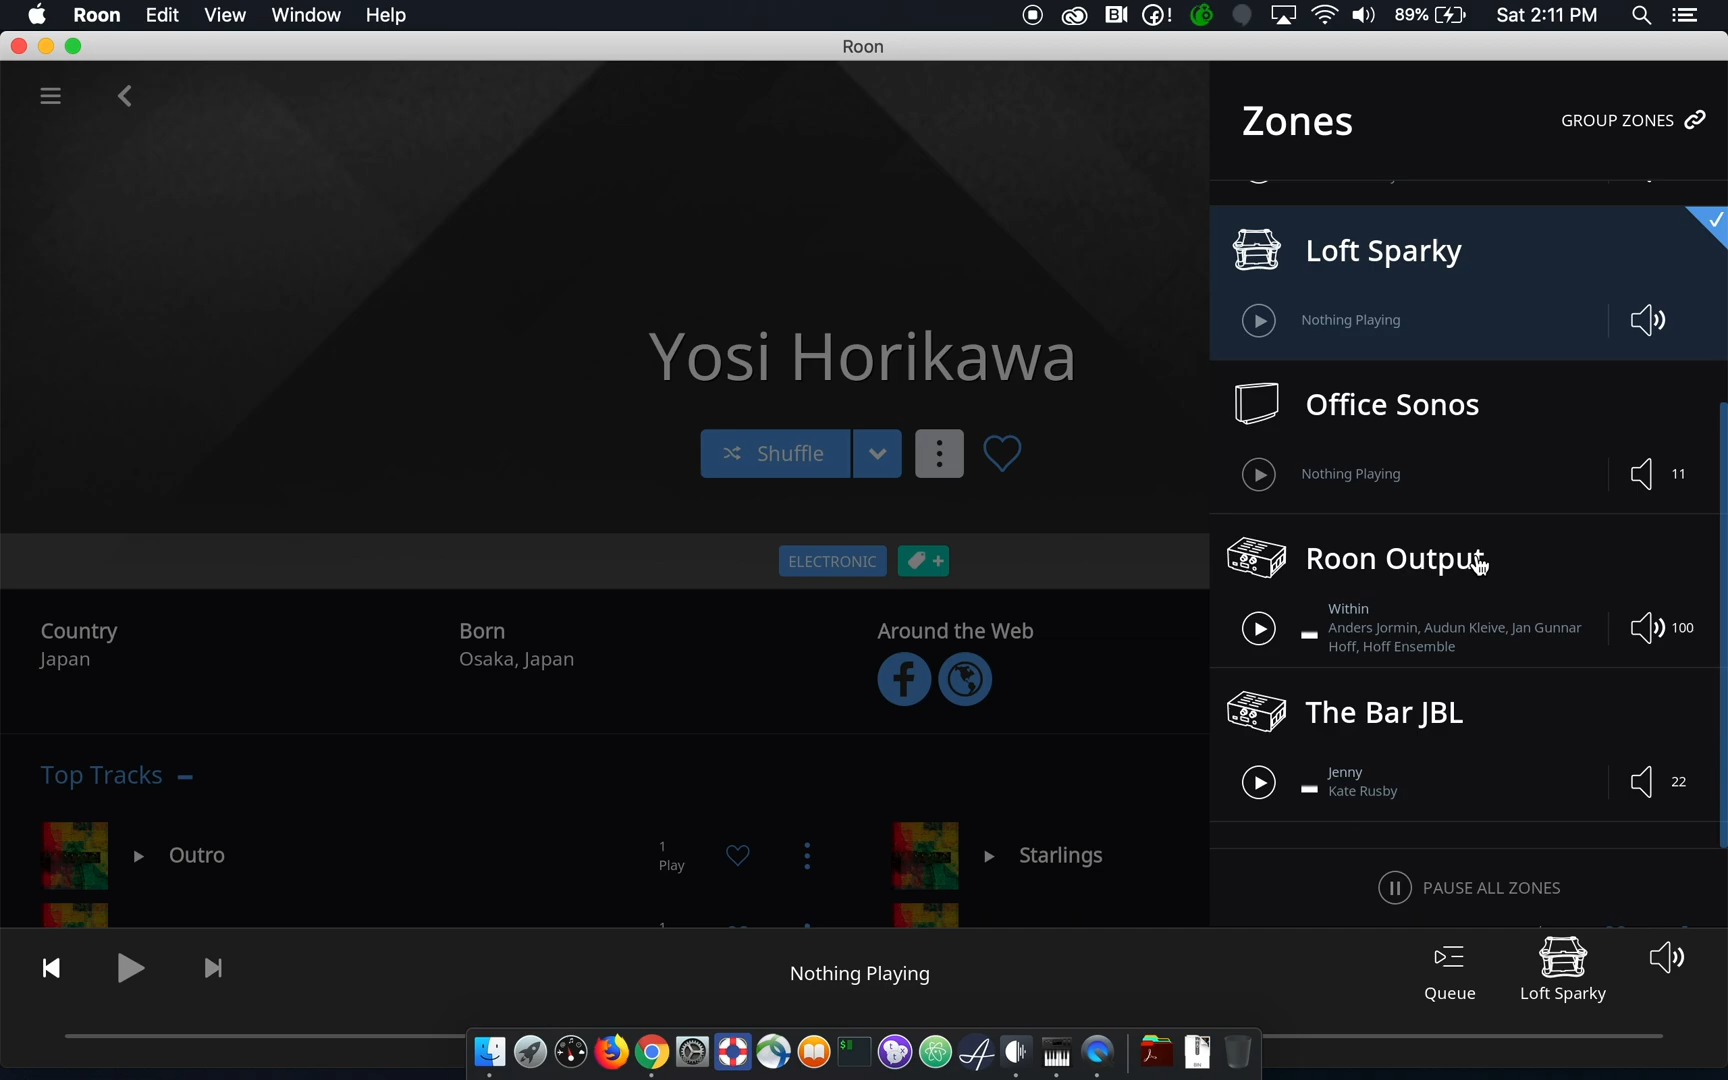 Roon Edit View Window Help 89% Sat 2:11 PM
Roon
Zones
GROUP ZONES
Loft Sparky
Nothing Playing
Office Sonos
Nothing Playing
11
Roon Output
Within
Anders Jormin, Audun Kleive, Jan Gunnar
Hoff, Hoff Ensemble
100
The Bar JBL
Jenny
Kate Rusby
22
PAUSE ALL ZONES
Yosi Horikawa
Shuffle
ELECTRONIC
Country
Japan
Born
Osaka, Japan
Around the Web
Top Tracks
Outro
1
Play
Starlings
1
Nothing Playing
Queue
Loft Sparky